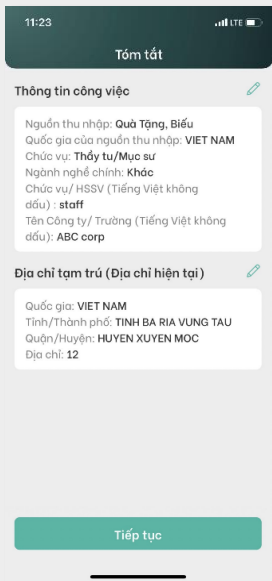 11:23
LTE
Tóm tắt
Thông tin công việc
Nguồn thu nhập: Quà Tặng, Biếu
Quốc gia của nguồn thu nhập: VIET NAM
Chức vụ: Thầy tu/Mục sư
Ngành nghề chính: Khác
Chức vụ/ HSSV (Tiếng Việt không
dấu) : staff
Tên Công ty/ Trường (Tiếng Việt không
dấu): ABC corp
Địa chỉ tạm trú (Địa chỉ hiện tại)
Quốc gia: VIET NAM
Tỉnh/Thành phố: TINH BA RIA VUNG TAU
Quận/Huyện: HUYEN XUYEN MOC
Địa chỉ: 12
Tiếp tục